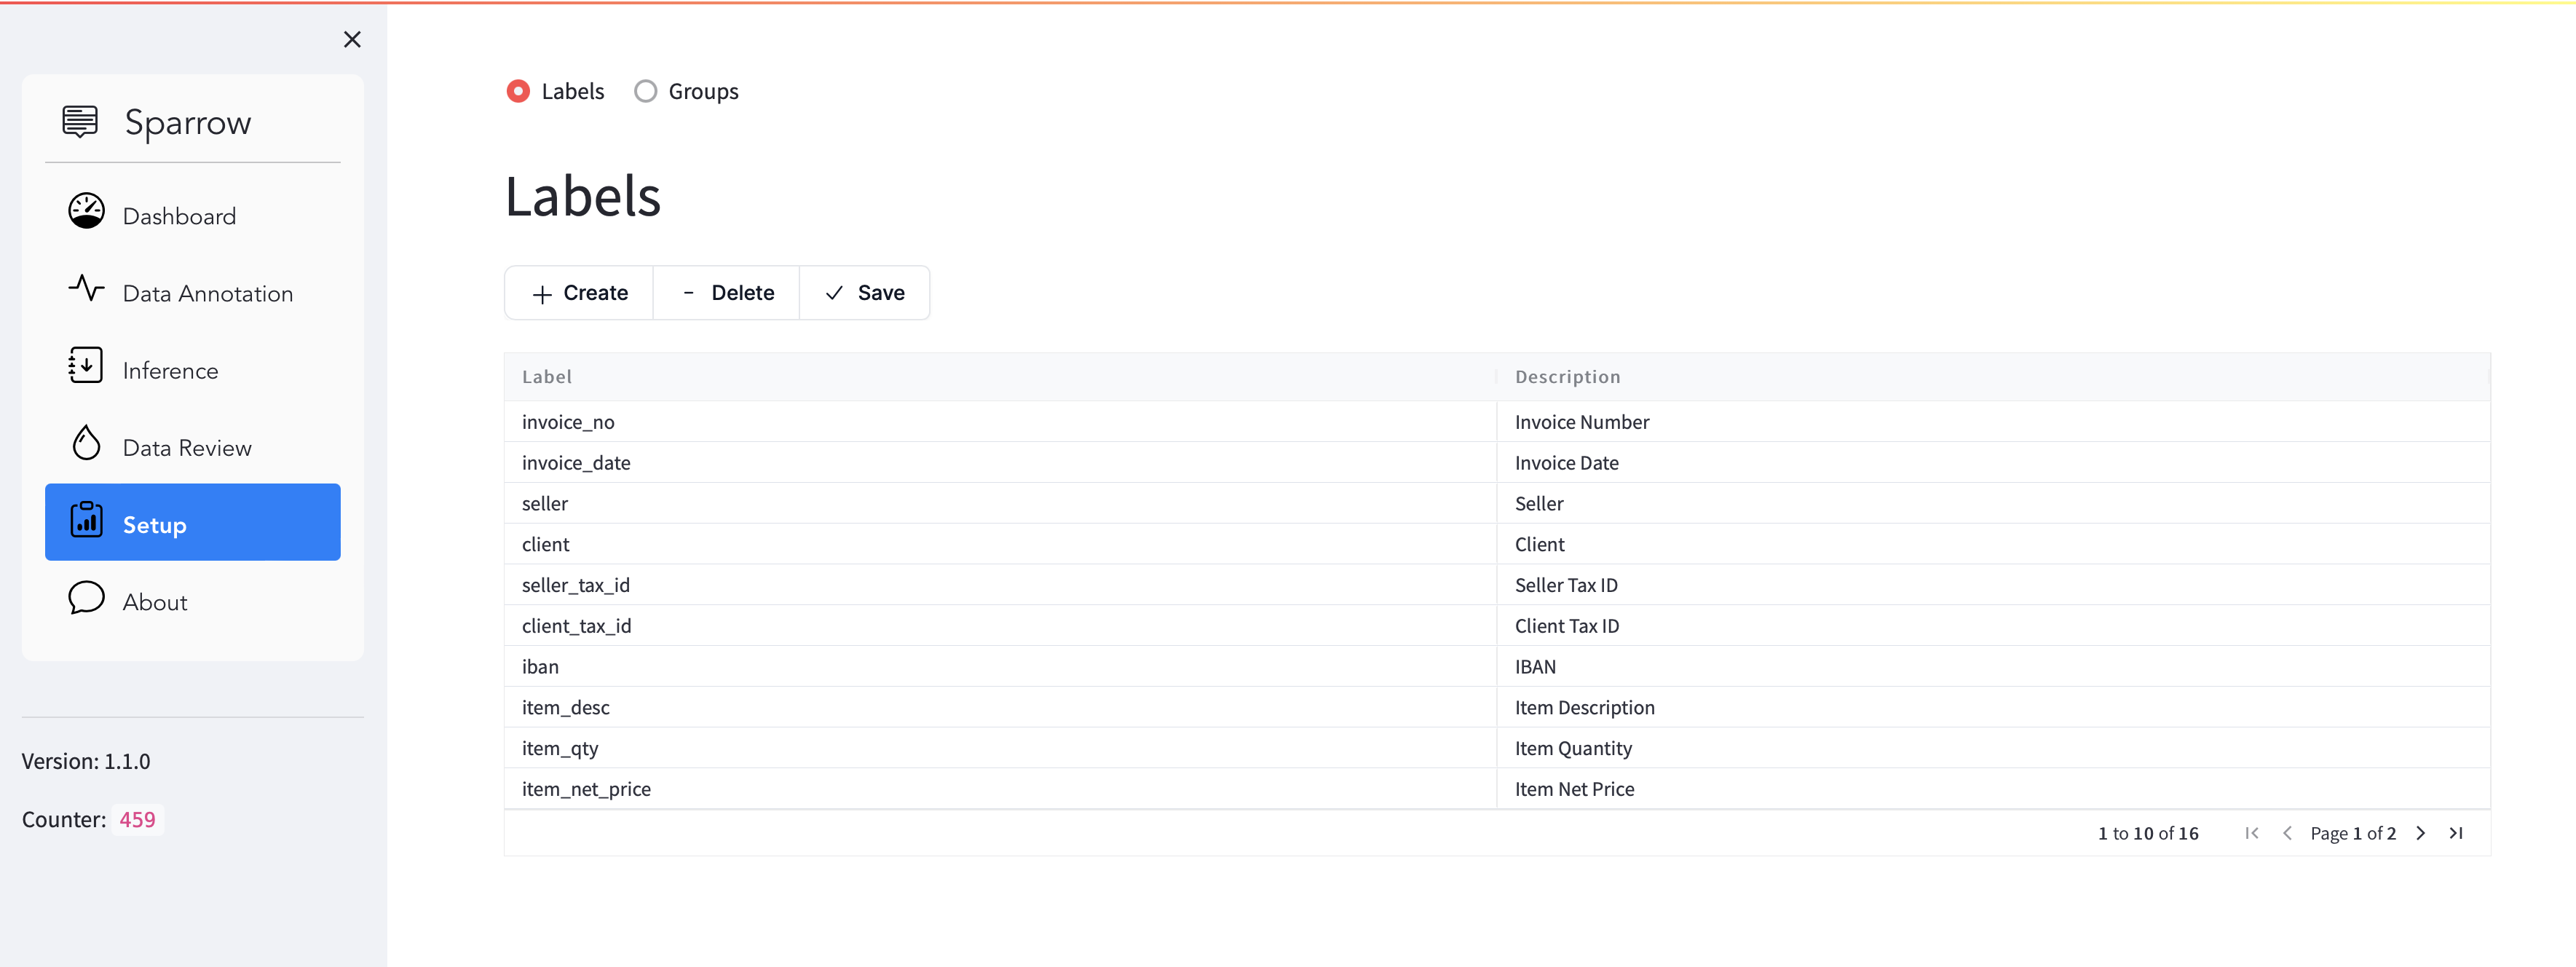 Sparrow
Dashboard
Data Annotation
Inference
Data Review
Setup
About
Version: 1.1.0
Counter: 459
Labels Groups
Labels
Create Delete Save
Label Description
invoice_no Invoice Number
invoice_date Invoice Date
seller Seller
client Client
seller_tax_id Seller Tax ID
client_tax_id Client Tax ID
iban IBAN
item_desc Item Description
item_qty Item Quantity
item_net_price Item Net Price
1 to 10 of 16 Page 1 of 2